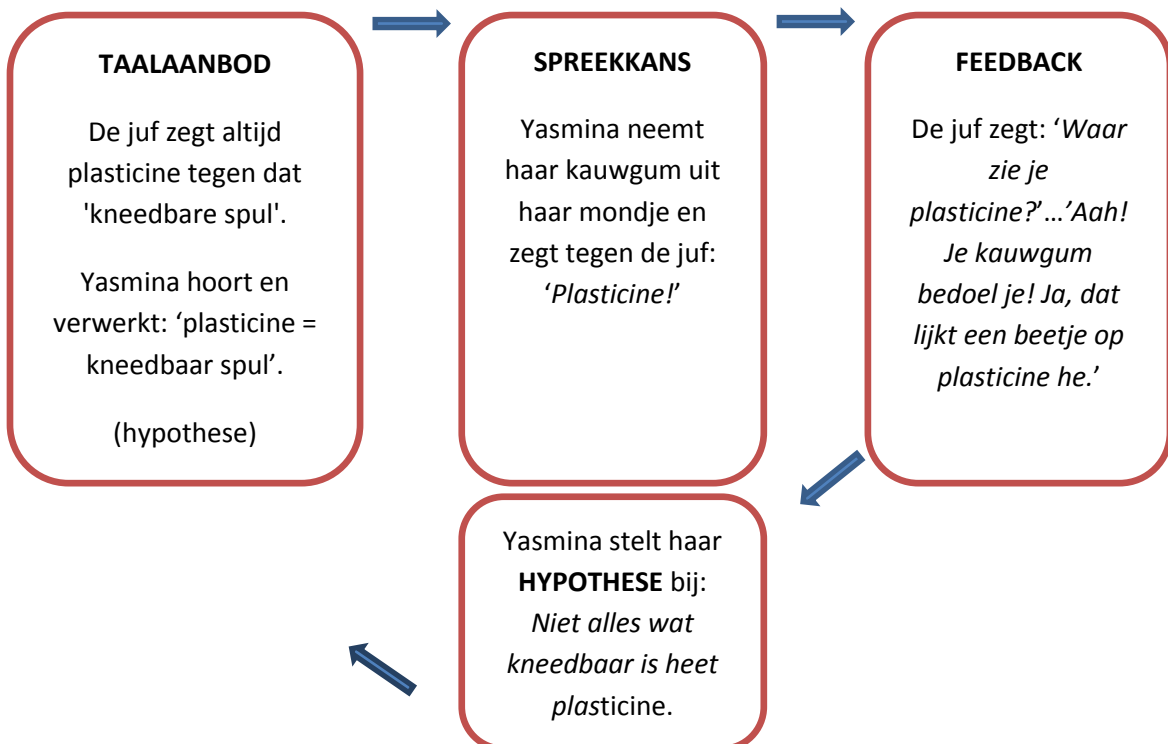 TAALAANBOD
De juf zegt altijd
plasticine tegen dat
'kneedbare spul'.
Yasmina hoort en
verwerkt: ‘plasticine =
kneedbaar spul’.
(hypothese)
SPREEKKANS
Yasmina neemt
haar kauwgum uit
haar mondje en
zegt tegen de juf:
‘Plasticine!’
FEEDBACK
De juf zegt: ‘Waar
zie je
plasticine?’…’Aah!
Je kauwgum
bedoel je! Ja, dat
lijkt een beetje op
plasticine he.’
Yasmina stelt haar
HYPOTHESE bij:
Niet alles wat
kneedbaar is heet
plasticine.